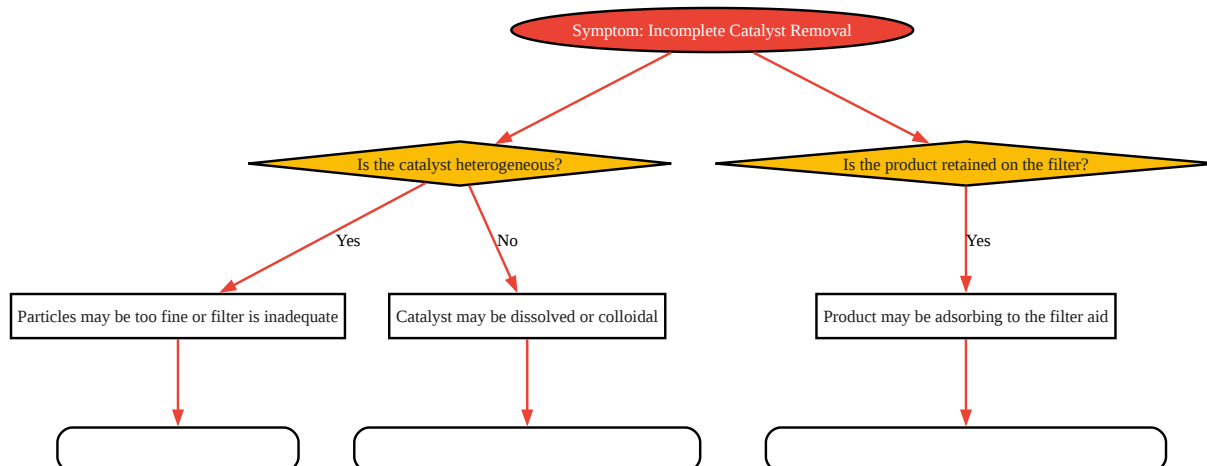 Symptom: Incomplete Catalyst Removal
Is the catalyst heterogeneous?
Is the product retained on the filter?
Yes
No
Yes
Particles may be too fine or filter is inadequate
Catalyst may be dissolved or colloidal
Product may be adsorbing to the filter aid